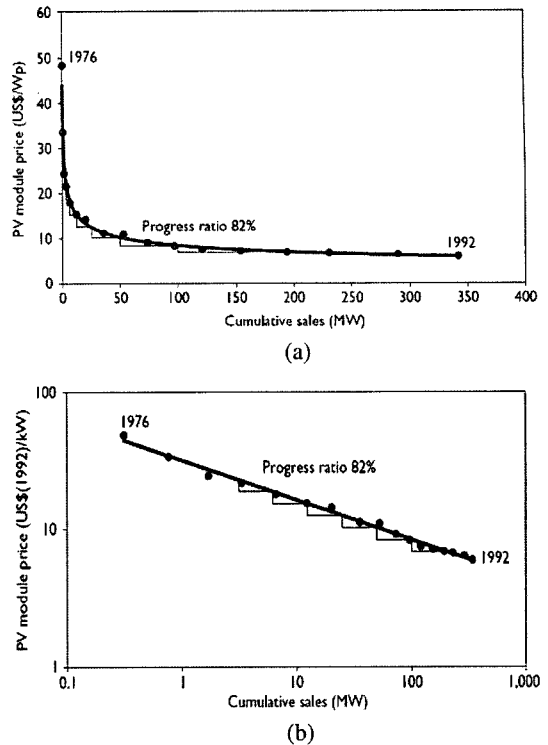 60
50
40
30
20
10
0
PV module price (US$/Wp)
1976
Progress ratio 82%
1992
0 50 100 150 200 250 300 350 400
Cumulative sales (MW)
(a)
100
10
1
PV module price (US$(1992)/kW)
1976
Progress ratio 82%
1992
0.1 1 10 100 1,000
Cumulative sales (MW)
(b)